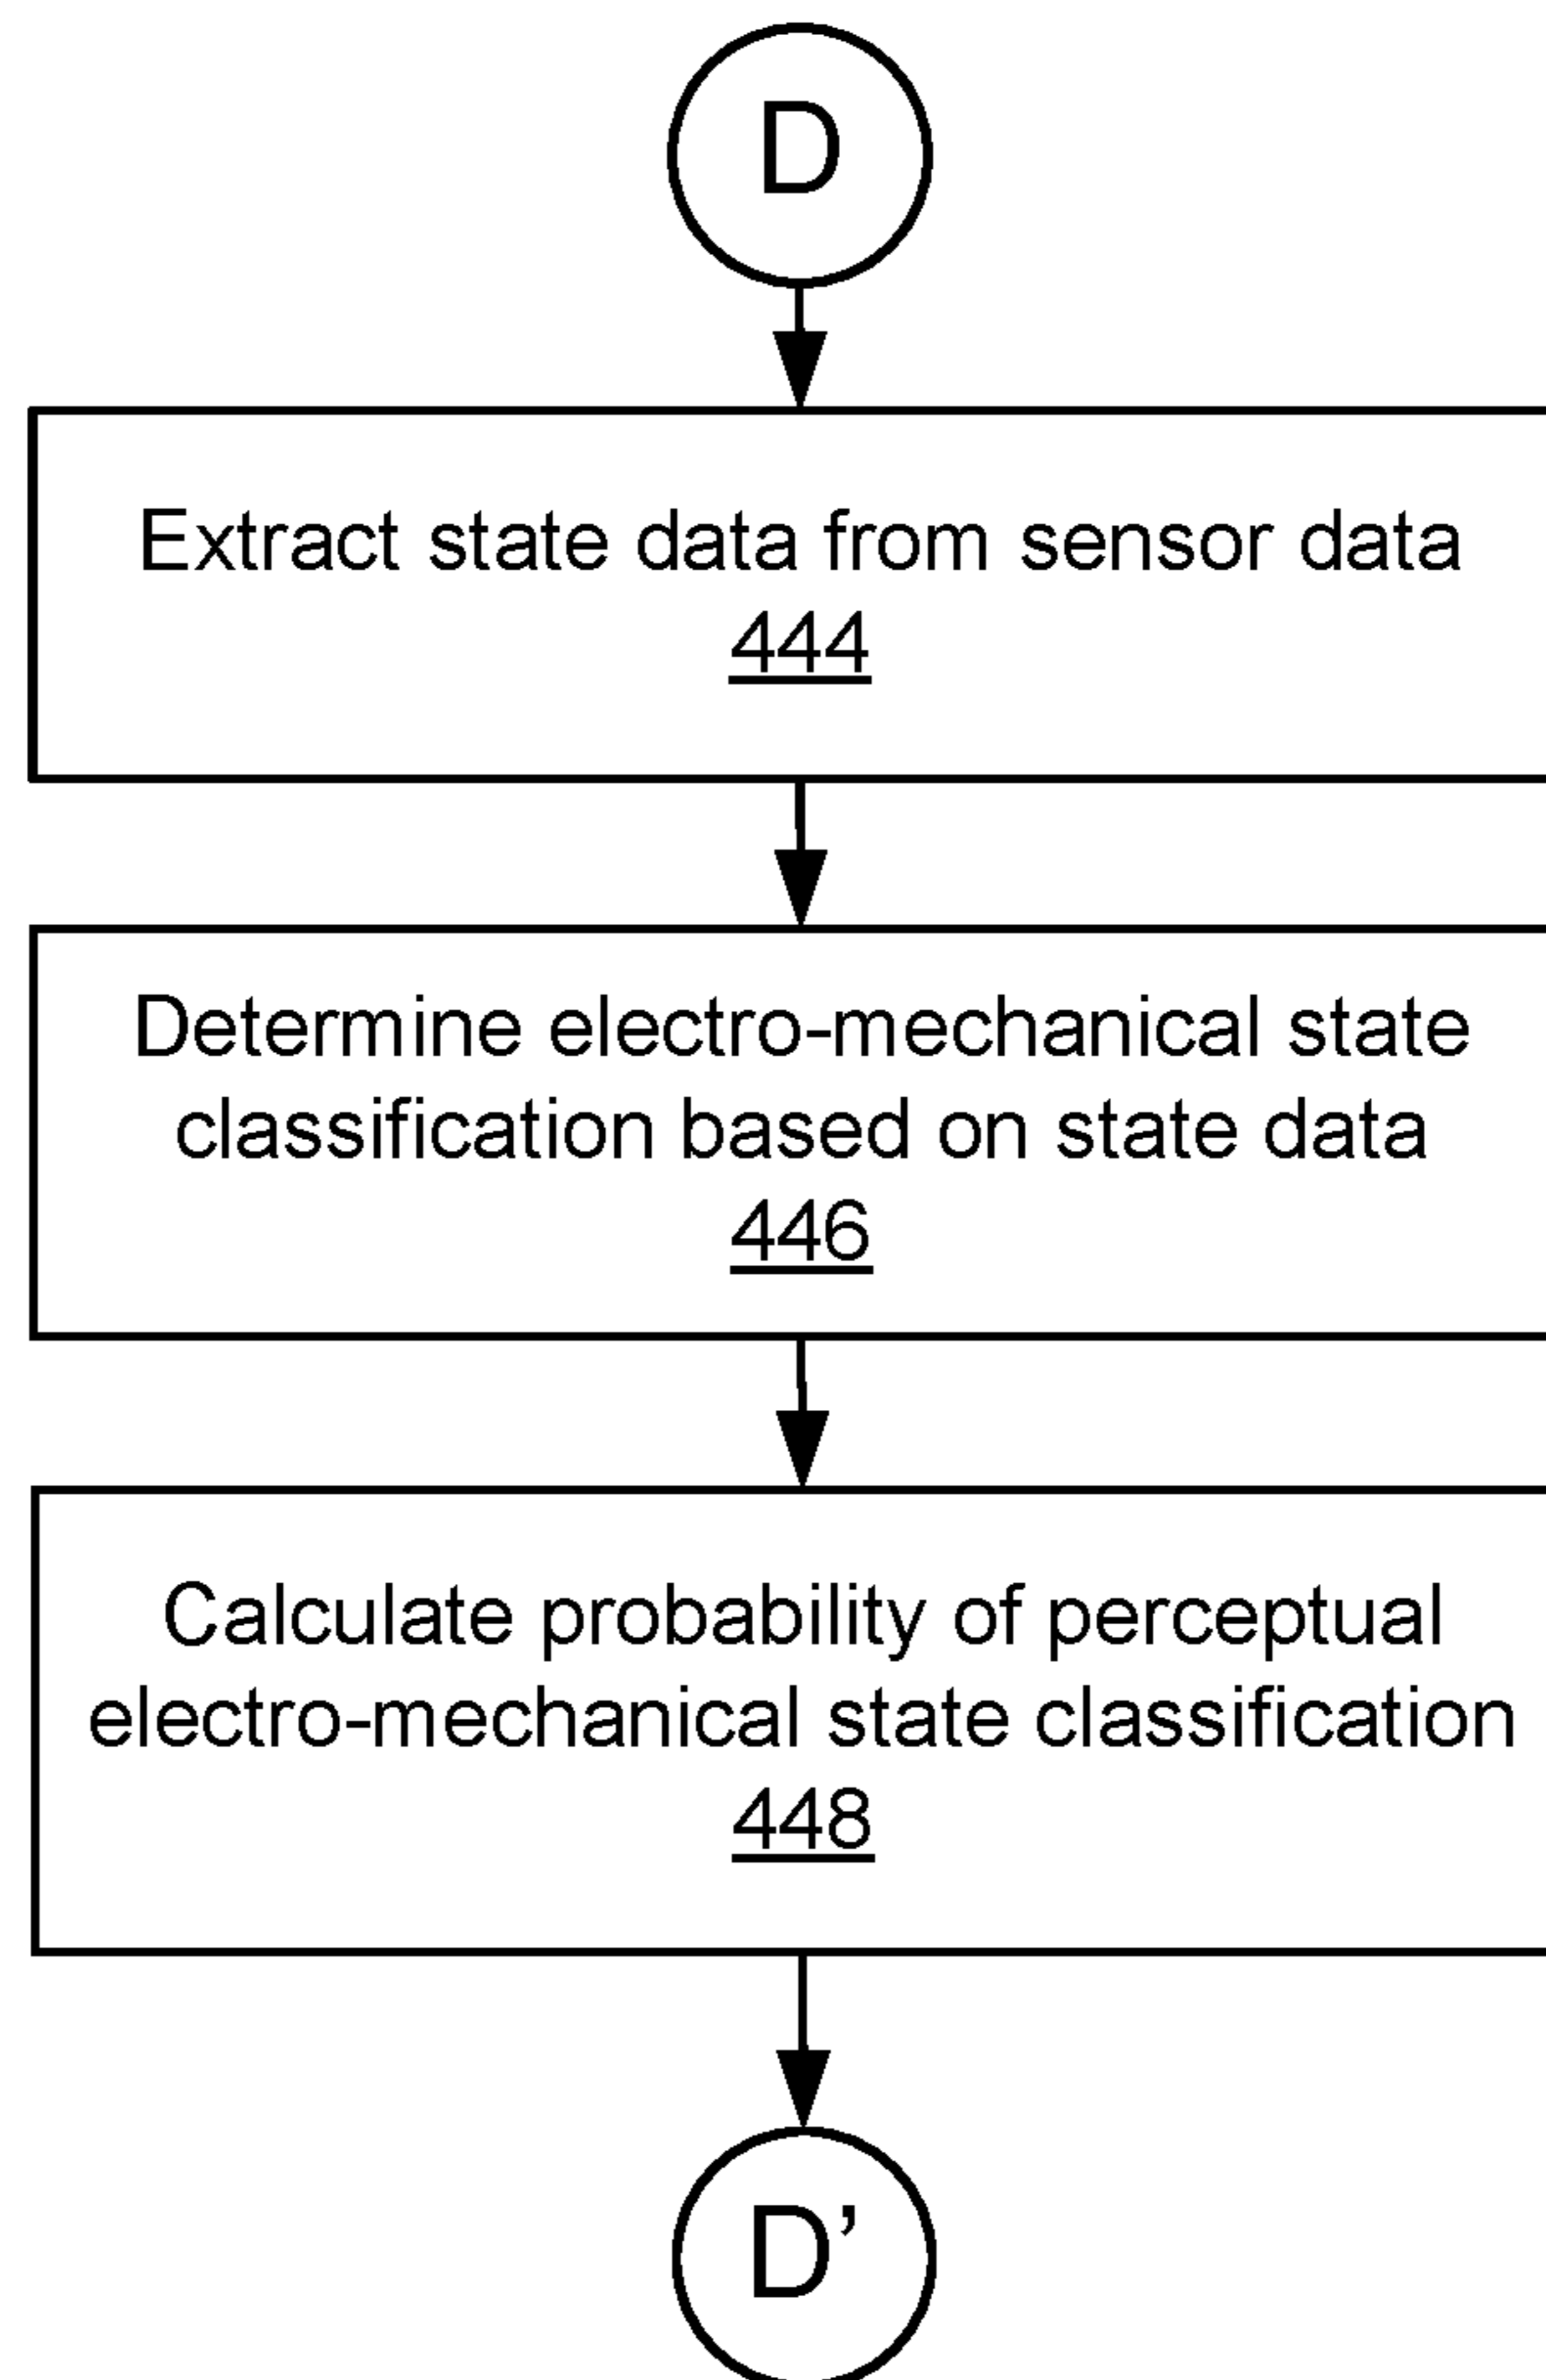 D
Extract state data from sensor data
444
Determine electro-mechanical state
classification based on state data
446
Calculate probability of perceptual
electro-mechanical state classification
448
D’